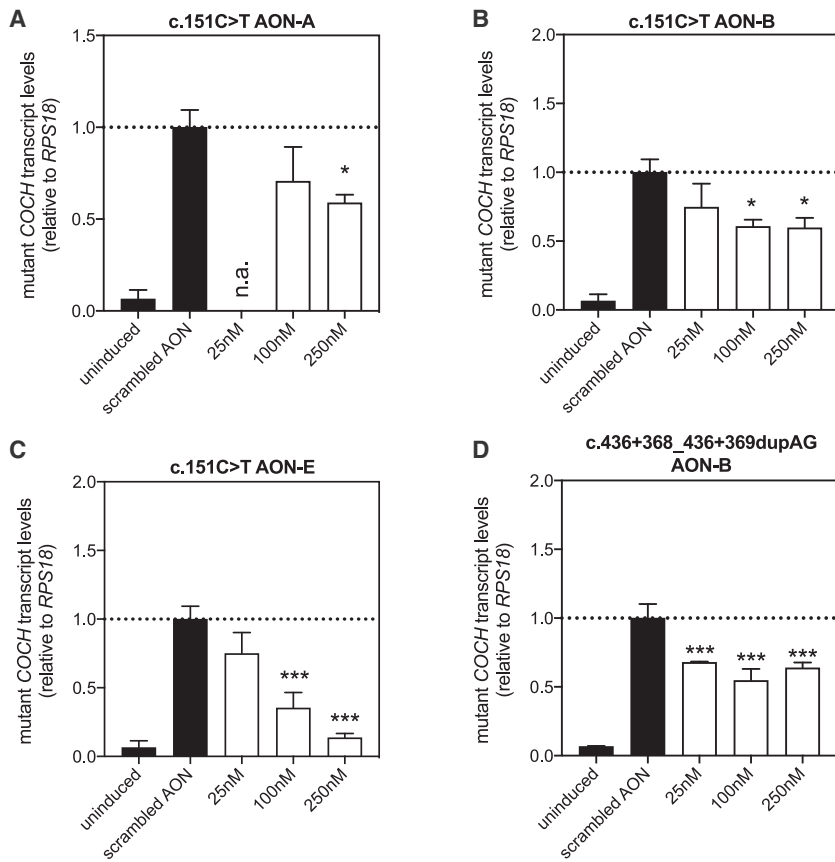 A
c.151C>T AON-A
mutant COCH transcript levels
(relative to RPS18)
1.5
1.0
0.5
0.0
*
n.a.
uninduced
scrambled AON
25nM
100nM
250nM
B
c.151C>T AON-B
mutant COCH transcript levels
(relative to RPS18)
2.0
1.5
1.0
0.5
0.0
*
*
uninduced
scrambled AON
25nM
100nM
250nM
C
c.151C>T AON-E
mutant COCH transcript levels
(relative to RPS18)
2.0
1.5
1.0
0.5
0.0
***
***
uninduced
scrambled AON
25nM
100nM
250nM
D
c.436+368_436+369dupAG
AON-B
mutant COCH transcript levels
(relative to RPS18)
2.0
1.5
1.0
0.5
0.0
***
***
***
uninduced
scrambled AON
25nM
100nM
250nM